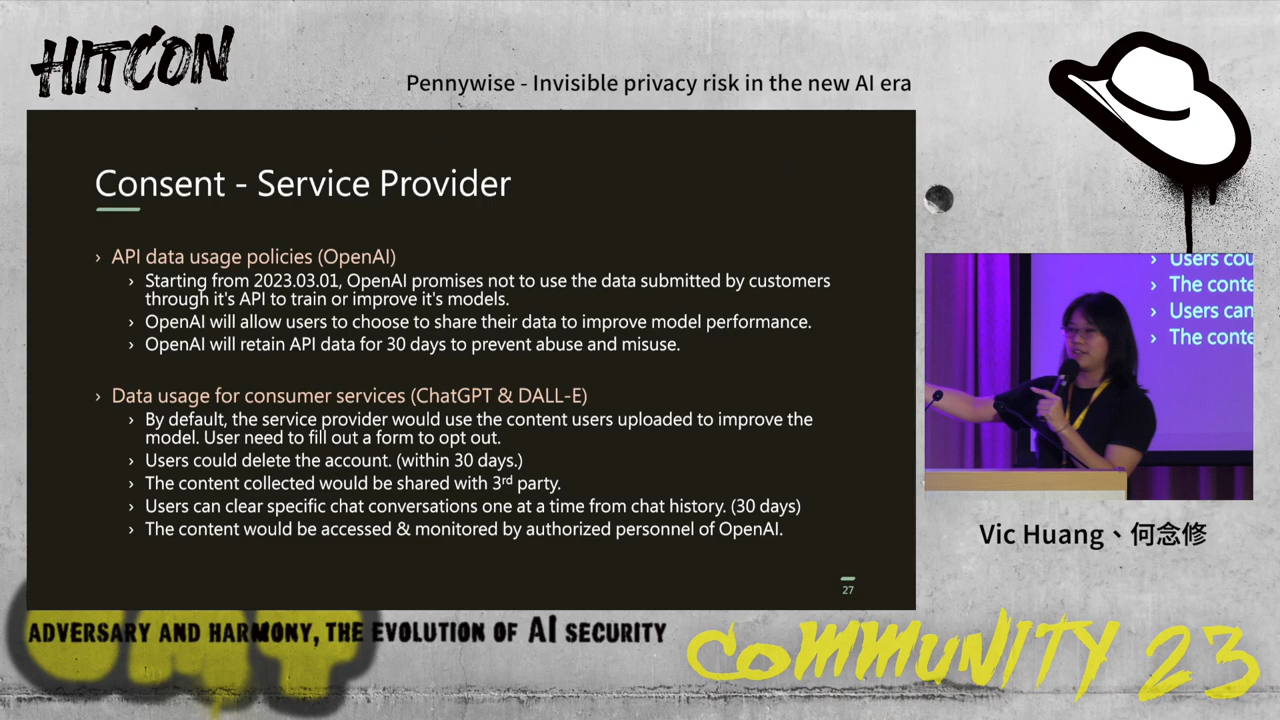 HITCON
Pennywise - Invisible privacy risk in the new AI era
Consent - Service Provider
› API data usage policies (OpenAI)
› Starting from 2023.03.01, OpenAI promises not to use the data submitted by customers
through it's API to train or improve it's models.
› OpenAI will allow users to choose to share their data to improve model performance.
› OpenAI will retain API data for 30 days to prevent abuse and misuse.
› Data usage for consumer services (ChatGPT & DALL-E)
› By default, the service provider would use the content users uploaded to improve the
model. User need to fill out a form to opt out.
› Users could delete the account. (within 30 days.)
› The content collected would be shared with 3rd party.
› Users can clear specific chat conversations one at a time from chat history. (30 days)
› The content would be accessed & monitored by authorized personnel of OpenAI.
27
› Users cou
› The conte
› Users can
› The conte
Vic Huang、何念修
CMT
ADVERSARY AND HARMONY, THE EVOLUTION OF AI SECURITY
COMMUNITY 23